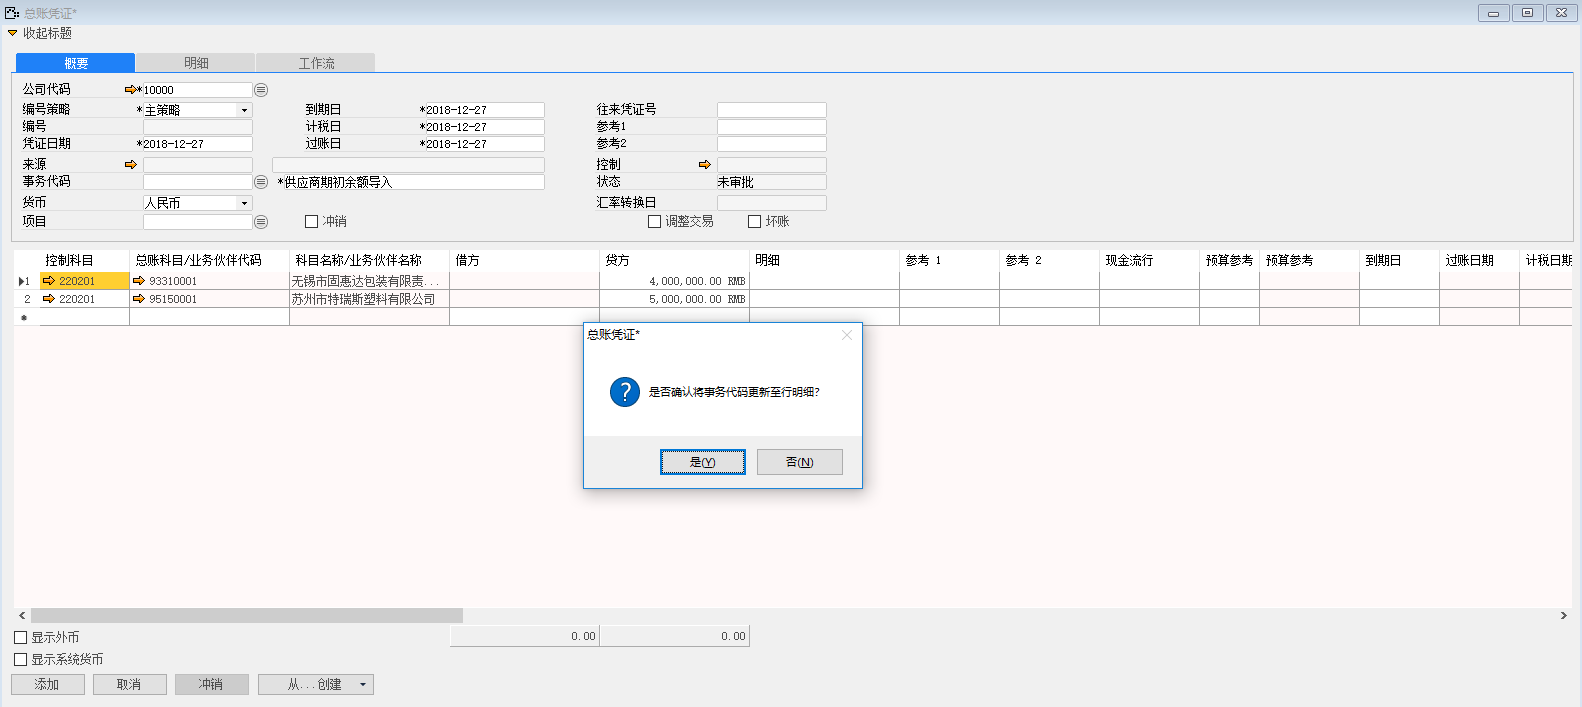 总账凭证*
收起标题
概要 明细 工作流
公司代码 *10000
编号策略 *主策略 到期日 *2018-12-27 往来凭证号
编号 计税日 *2018-12-27 参考1
凭证日期 *2018-12-27 过账日 *2018-12-27 参考2
来源 控制
事务代码 *供应商期初余额导入 状态 未审批
货币 人民币 汇率转换日
项目 冲销 调整交易 坏账
控制科目 总账科目/业务伙伴代码 科目名称/业务伙伴名称 借方 贷方 明细 参考 1 参考 2 现金流行 预算参考 预算参考 到期日 过账日期 计税日期
1 220201 93310001 无锡市固惠达包装有限责... 4,000,000.00 RMB
2 220201 95150001 苏州市特瑞斯塑料有限公司 5,000,000.00 RMB
*
总账凭证*
是否确认将事务代码更新至行明细?
是(Y) 否(N)
显示外币 0.00 0.00
显示系统货币
添加 取消 冲销 从...创建